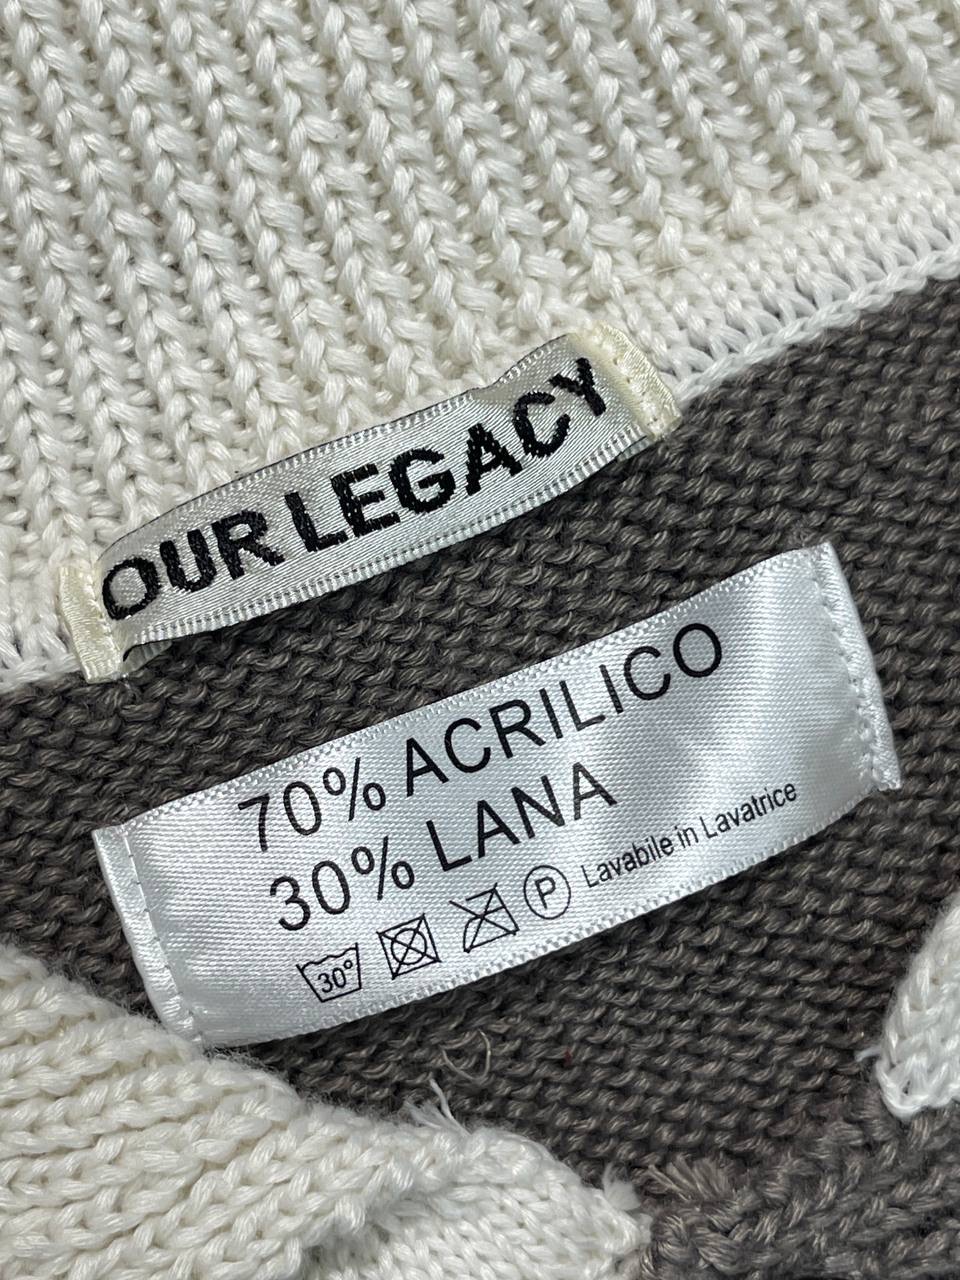 OUR LEGACY
70% ACRILICO
30% LANA
30° P Lavabile in Lavatrice